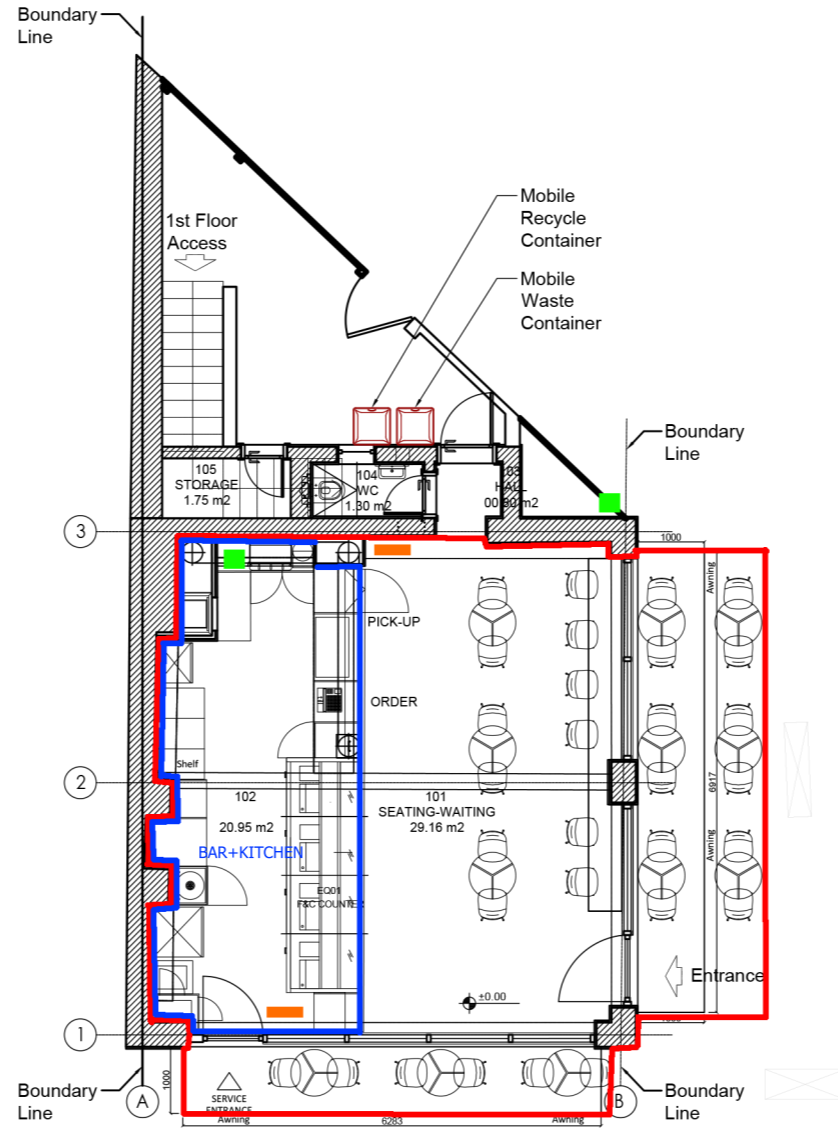 Boundary
Line
Mobile
Recycle
Container
1st Floor
Access
Mobile
Waste
Container
Boundary
Line
105
STORAGE
1.75 m2
104
WC
1.30 m2
103
3
1000
Awning
PICK-UP
ORDER
Shelf
2
102
20.95 m2
BAR+KITCHEN
101
SEATING-WAITING
29.16 m2
6917
Awning
EQ01
F&C COUNTER
Entrance
±0.00
1
1000
1000
SERVICE
ENTRANCE
Awning
6283
Awning
Boundary
Line
A
B
Boundary
Line